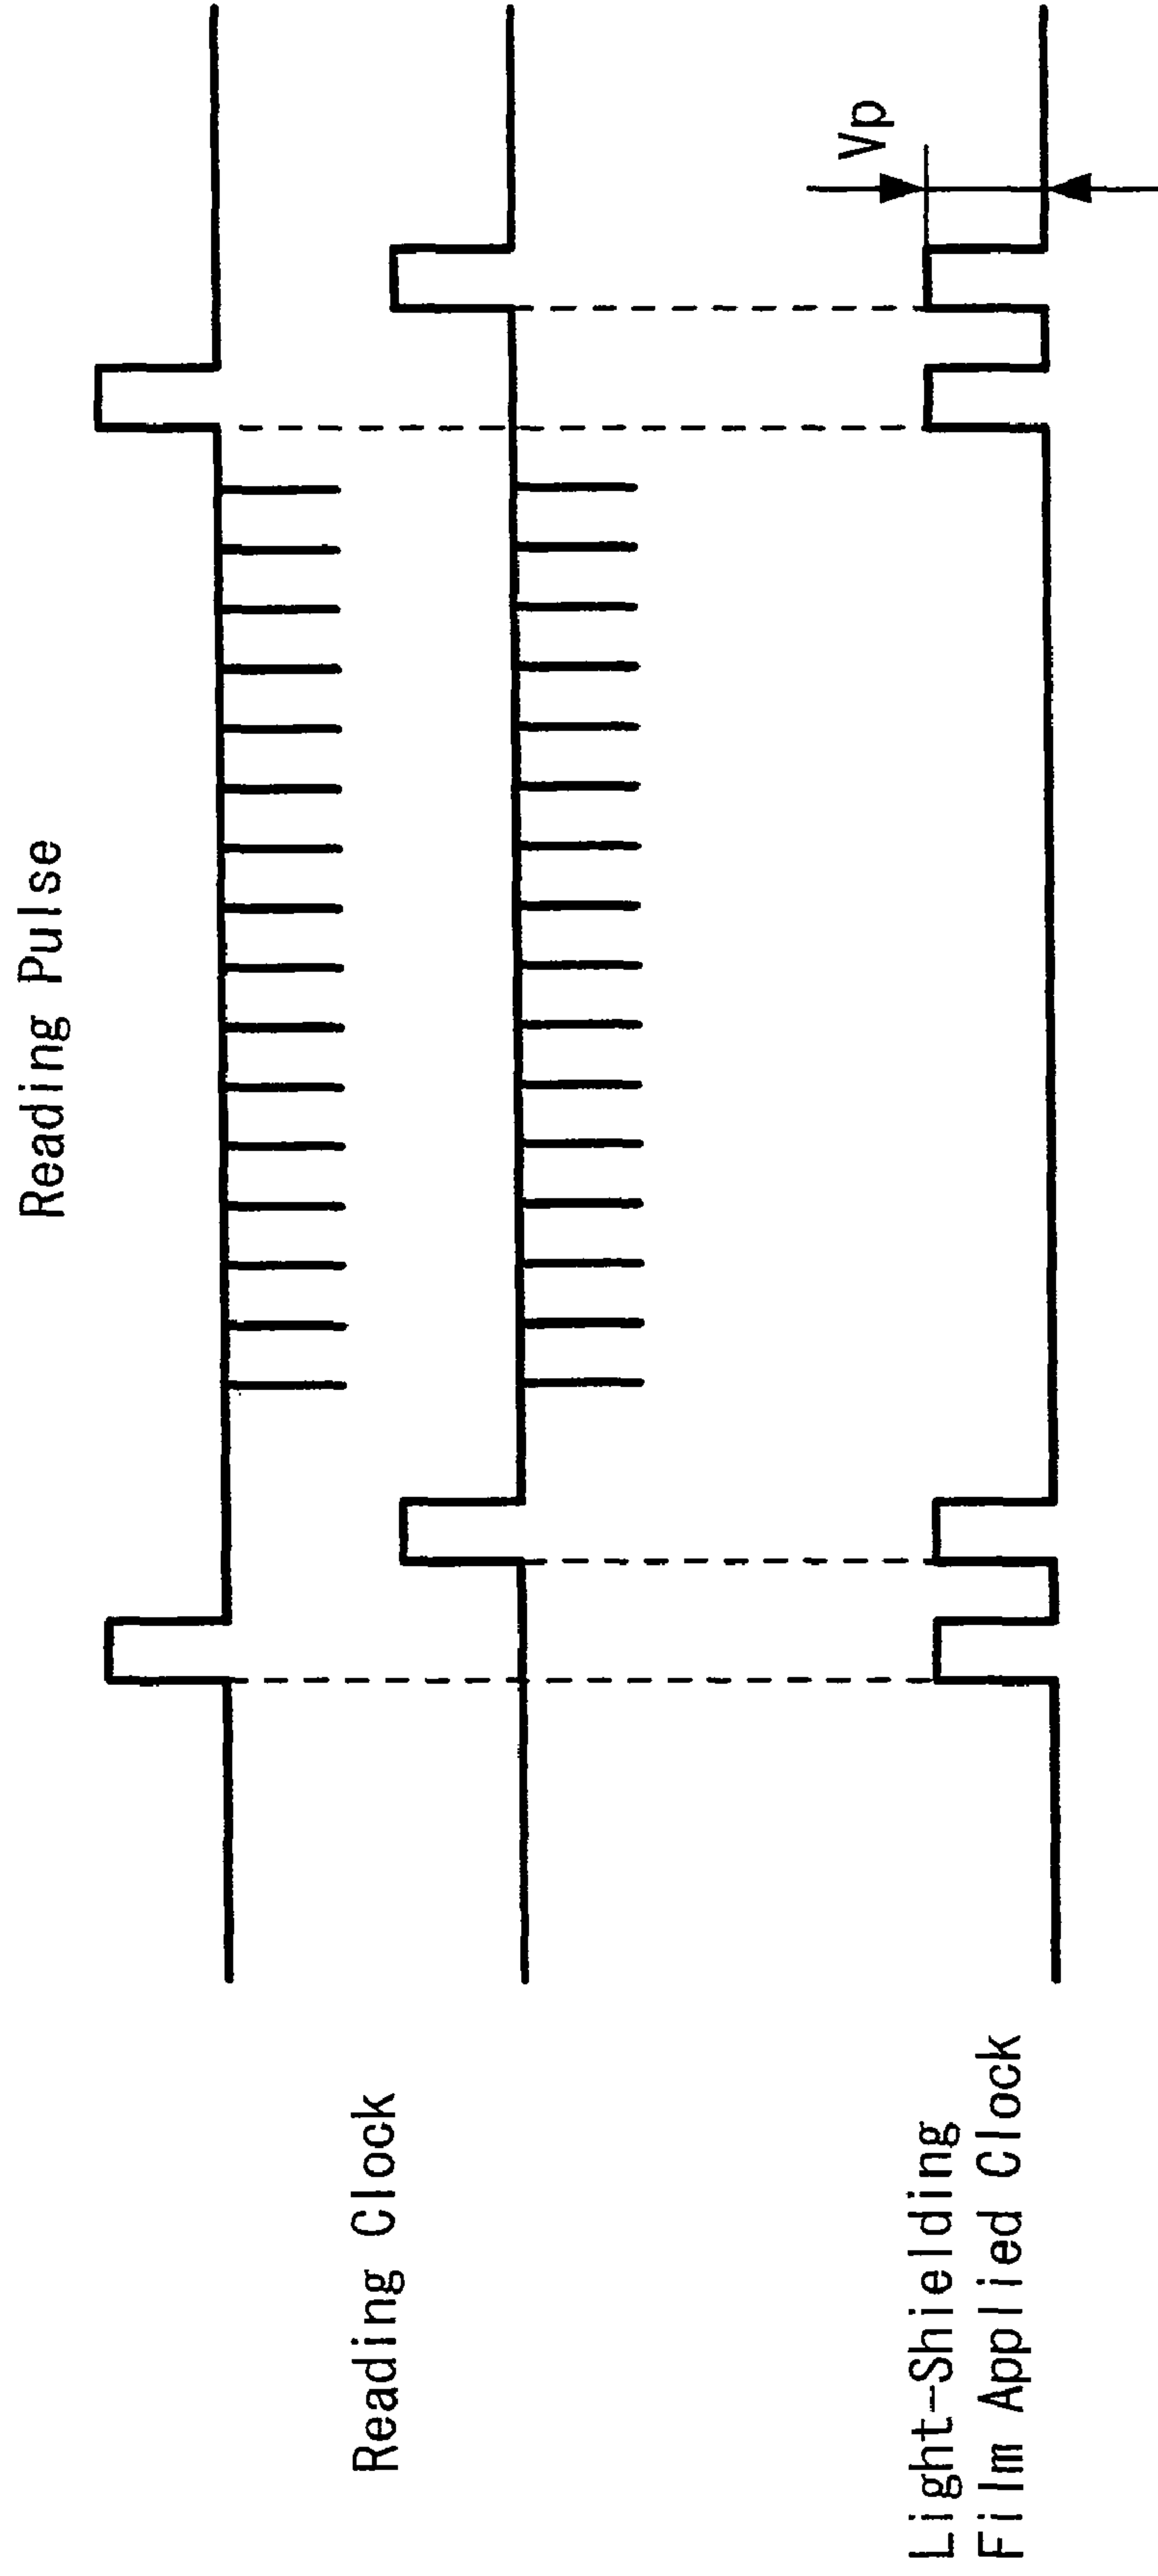 Reading Pulse
Reading Clock
Vp
Light-Shielding
Film Applied Clock